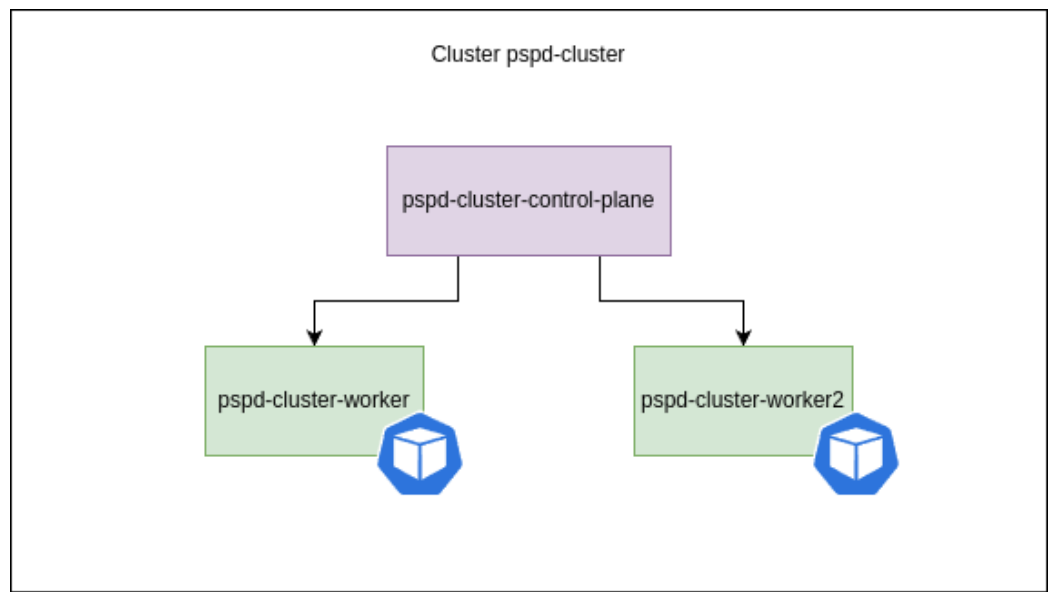 Cluster pspd-cluster
pspd-cluster-control-plane
pspd-cluster-worker
pspd-cluster-worker2